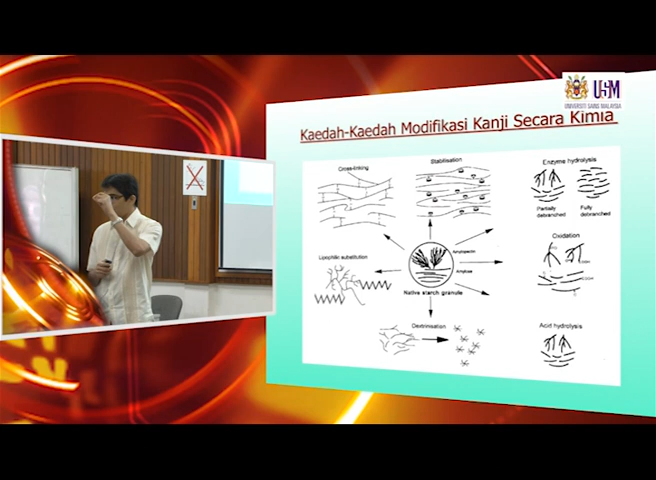 USM
UNIVERSITI SAINS MALAYSIA
Kaedah-Kaedah Modifikasi Kanji Secara Kimia
Cross-linking
Stabilisation
Enzyme hydrolysis
Partially debranched
Fully debranched
Lipophilic substitution
Amylopectin
Amylose
Native starch granule
Oxidation
COOH
Dextrinisation
Acid hydrolysis